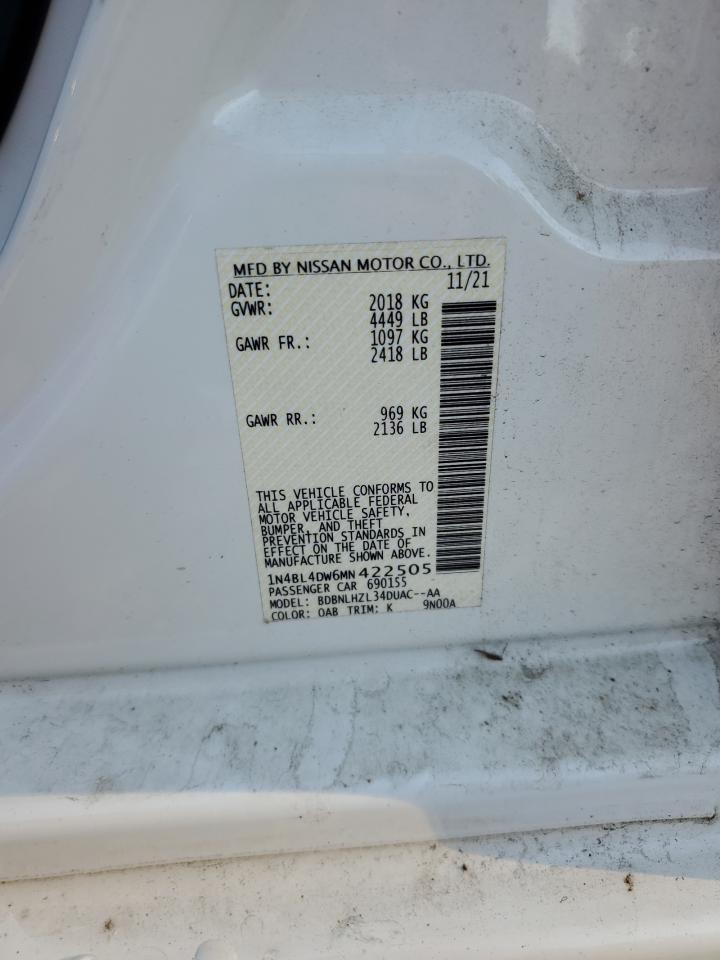 MFD BY NISSAN MOTOR CO., LTD.
DATE: 11/21
GVWR: 2018 KG
4449 LB
GAWR FR.: 1097 KG
2418 LB
GAWR RR.: 969 KG
2136 LB
THIS VEHICLE CONFORMS TO
ALL APPLICABLE FEDERAL
MOTOR VEHICLE SAFETY,
BUMPER, AND THEFT
PREVENTION STANDARDS IN
EFFECT ON THE DATE OF
MANUFACTURE SHOWN ABOVE.
1N4BL4DW6MN422505
PASSENGER CAR 690155
MODEL: BDBNLHZL34DUAC--AA
COLOR: QAB TRIM: K 9N00A